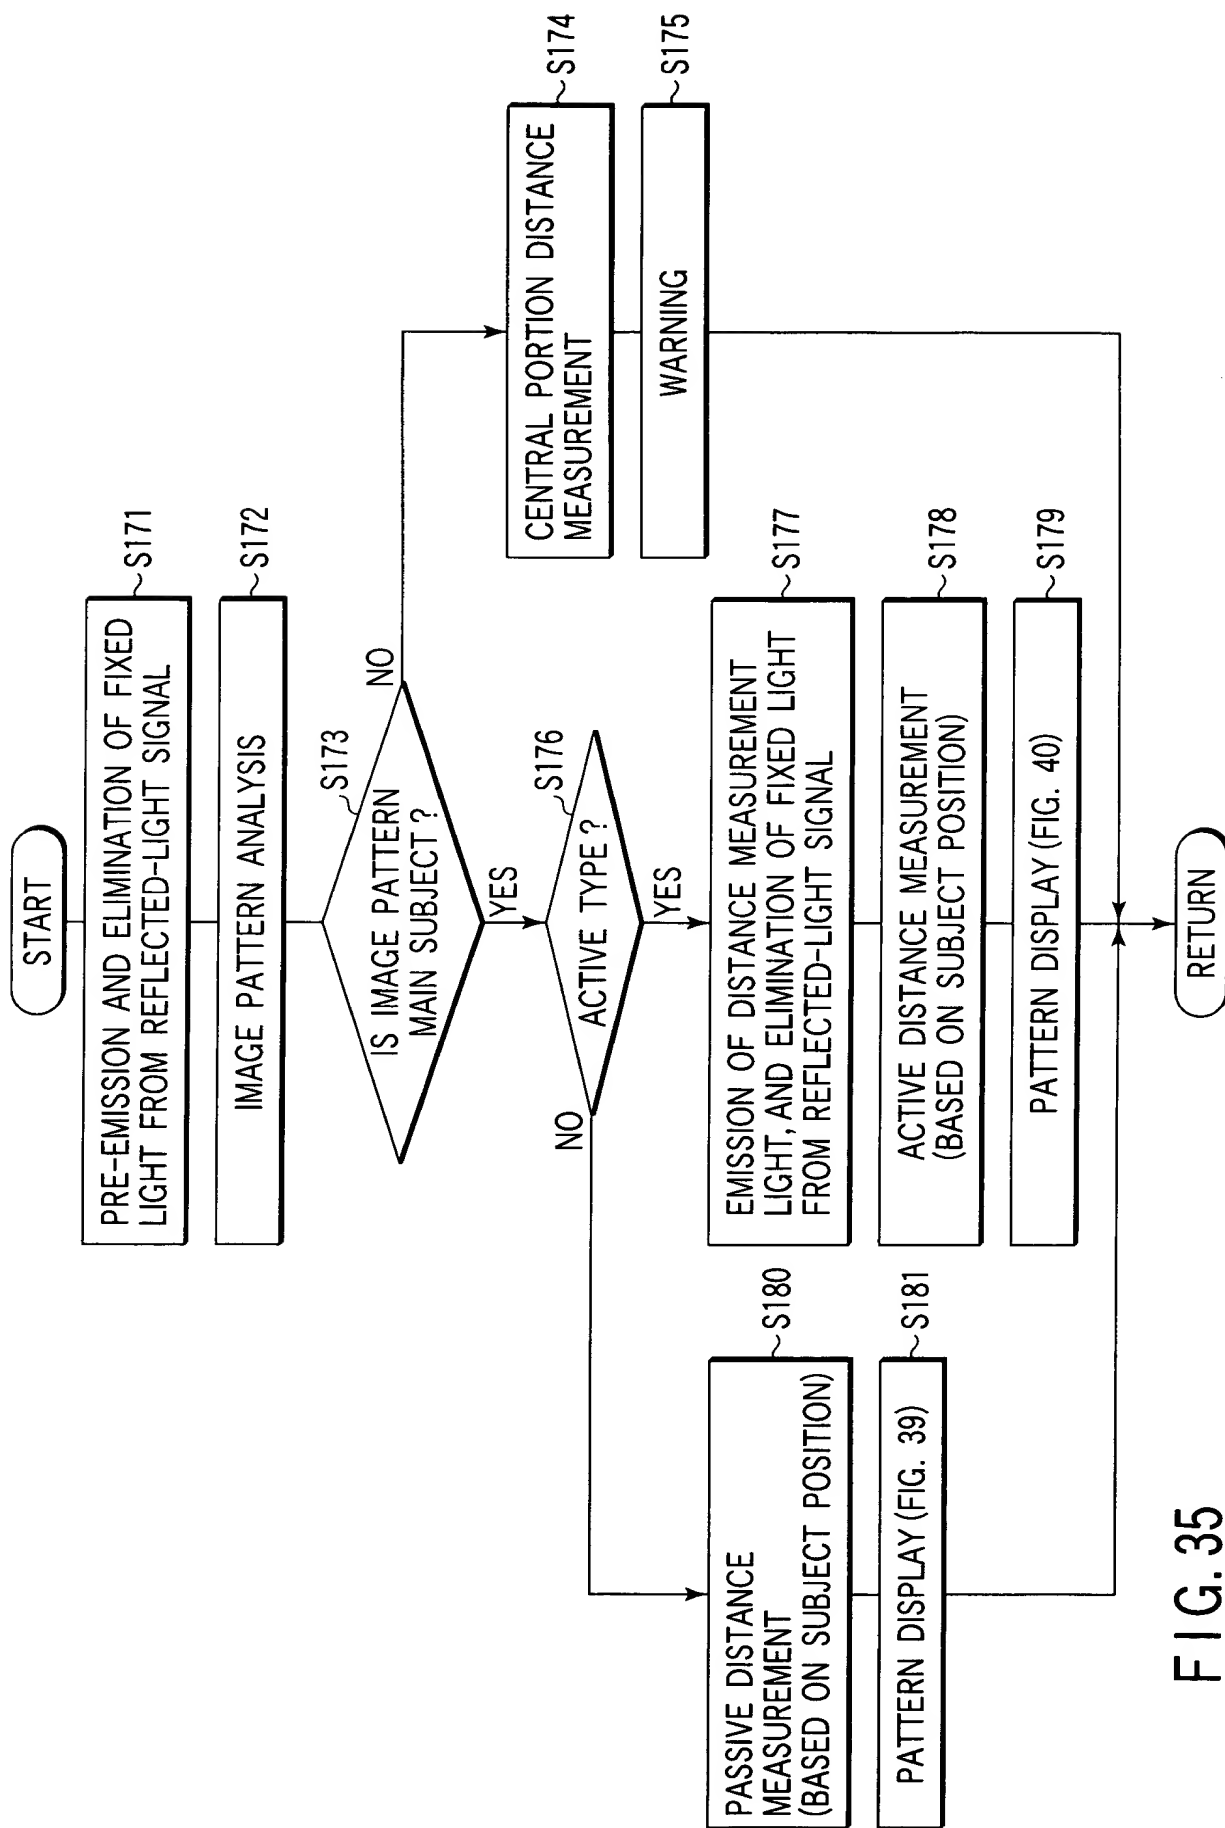 START
PRE-EMISSION AND ELIMINATION OF FIXED
LIGHT FROM REFLECTED-LIGHT SIGNAL
S171
IMAGE PATTERN ANALYSIS
S172
IS IMAGE PATTERN
MAIN SUBJECT?
S173
NO
YES
CENTRAL PORTION DISTANCE
MEASUREMENT
S174
WARNING
S175
ACTIVE TYPE?
S176
NO
YES
EMISSION OF DISTANCE MEASUREMENT
LIGHT, AND ELIMINATION OF FIXED LIGHT
FROM REFLECTED-LIGHT SIGNAL
S177
ACTIVE DISTANCE MEASUREMENT
(BASED ON SUBJECT POSITION)
S178
PATTERN DISPLAY (FIG. 40)
S179
PASSIVE DISTANCE
MEASUREMENT
(BASED ON SUBJECT POSITION)
S180
PATTERN DISPLAY (FIG. 39)
S181
RETURN
FIG. 35